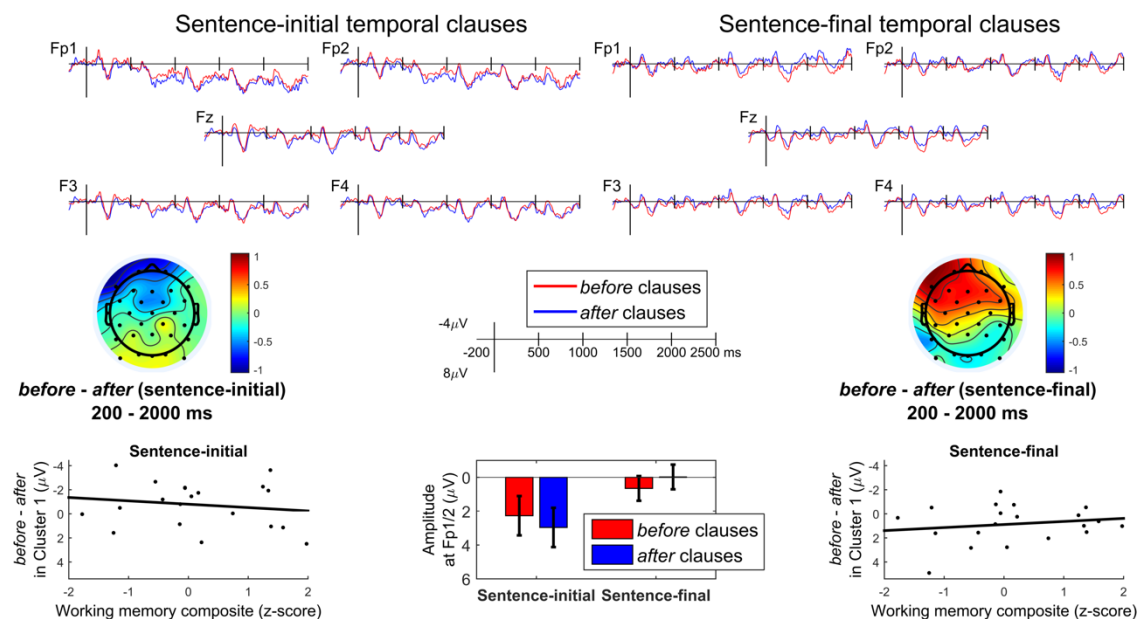 Sentence-initial temporal clauses
Sentence-final temporal clauses
Fp1
Fp2
Fz
F3
F4
Fp1
Fp2
Fz
F3
F4
1
0.5
0
-0.5
-1
before - after (sentence-initial)
200 - 2000 ms
before clauses
after clauses
-4μV
-200
500
1000
1500
2000
2500 ms
8μV
1
0.5
0
-0.5
-1
before - after (sentence-final)
200 - 2000 ms
Sentence-initial
before - after
in Cluster 1 (μV)
-4
-2
0
2
4
-2
-1
0
1
2
Working memory composite (z-score)
Amplitude
at Fp1/2 (μV)
0
2
4
6
before clauses
after clauses
Sentence-initial
Sentence-final
Sentence-final
before - after
in Cluster 1 (μV)
-4
-2
0
2
4
-2
-1
0
1
2
Working memory composite (z-score)